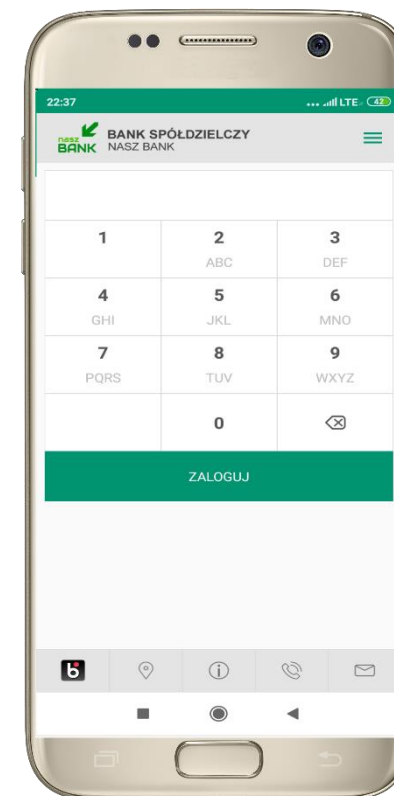 22:37
LTE 42
nasz BANK
BANK SPÓŁDZIELCZY
NASZ BANK
1 2 3
ABC DEF
4 5 6
GHI JKL MNO
7 8 9
PQRS TUV WXYZ
0
ZALOGUJ
b